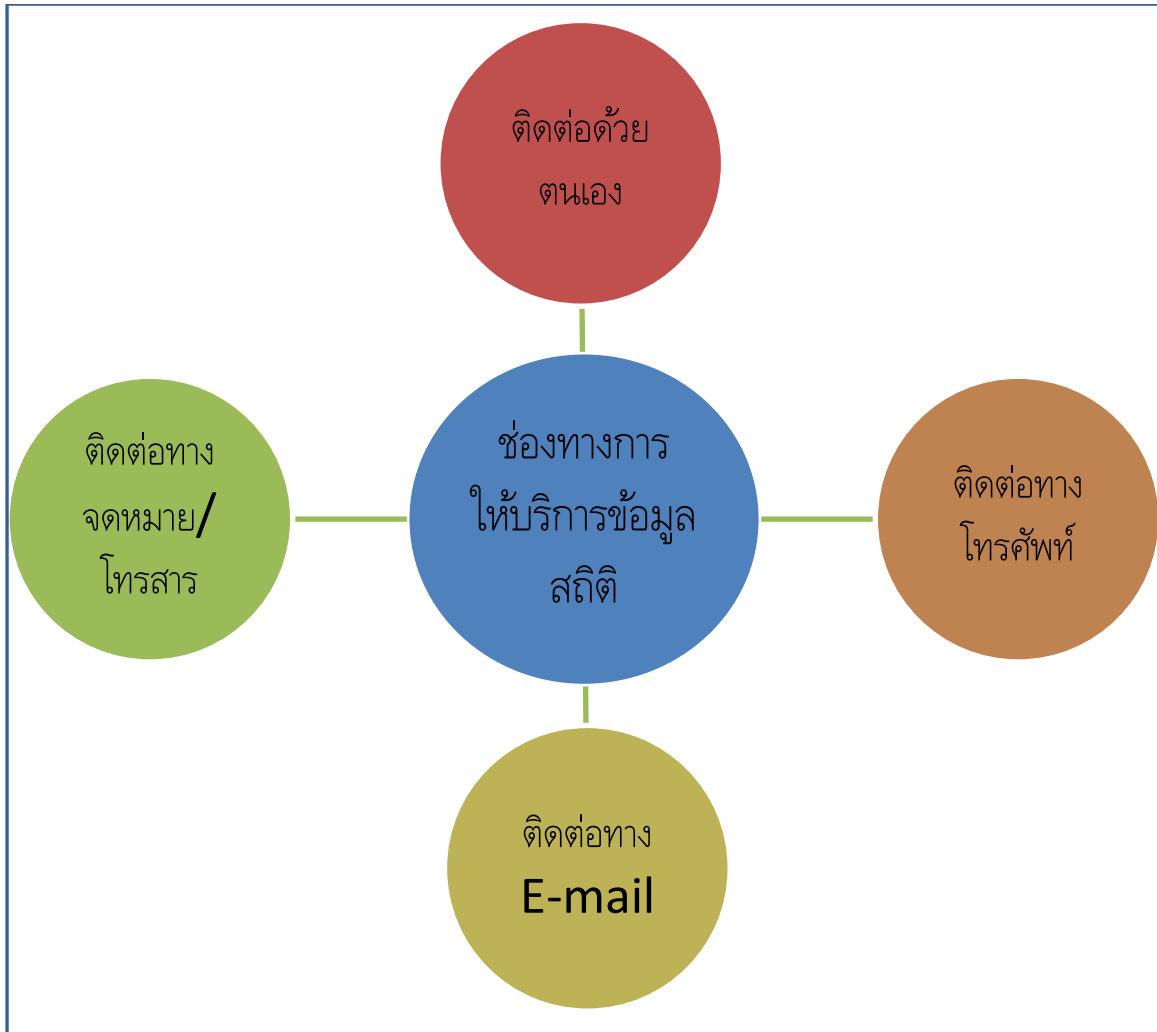 ติดต่อด้วย
ตนเอง
ช่องทางการ
ให้บริการข้อมูล
สถิติ
ติดต่อทาง
จดหมาย/
โทรสาร
ติดต่อทาง
โทรศัพท์
ติดต่อทาง
E-mail